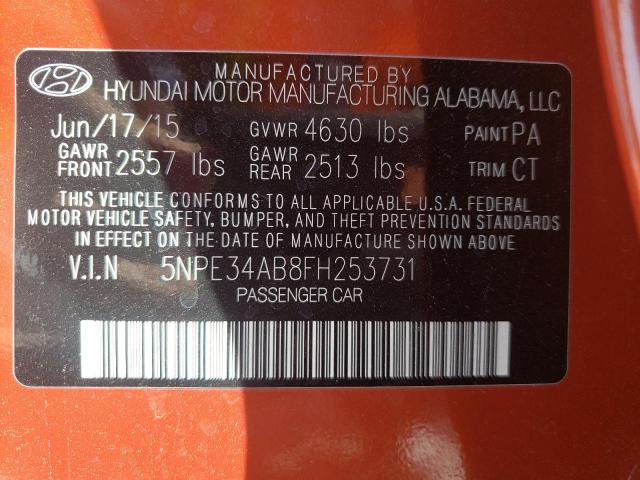 MANUFACTURED BY
HYUNDAI MOTOR MANUFACTURING ALABAMA, LLC
Jun/17/15 GVWR 4630 lbs PAINT PA
GAWR FRONT 2557 lbs GAWR REAR 2513 lbs TRIM CT
THIS VEHICLE CONFORMS TO ALL APPLICABLE U.S.A. FEDERAL
MOTOR VEHICLE SAFETY, BUMPER, AND THEFT PREVENTION STANDARDS
IN EFFECT ON THE DATE OF MANUFACTURE SHOWN ABOVE
V.I.N 5NPE34AB8FH253731
PASSENGER CAR